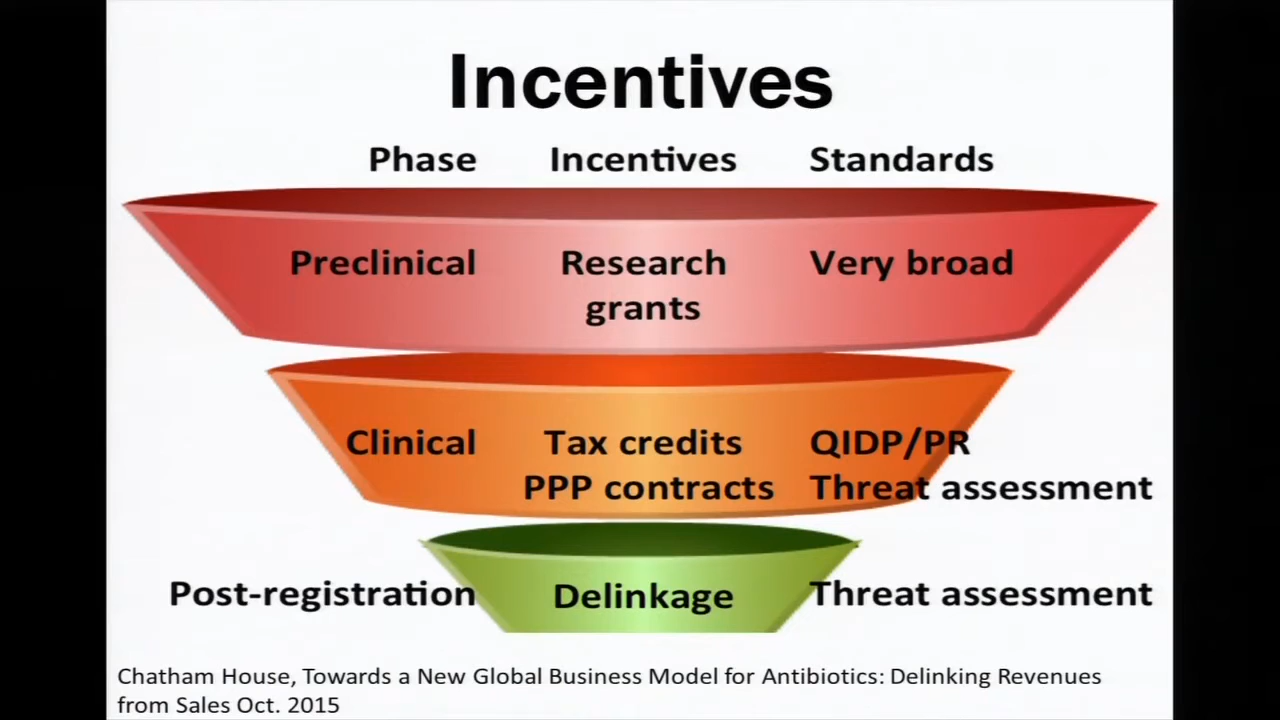 Incentives
Phase Incentives Standards
Preclinical Research Very broad
grants
Clinical Tax credits QIDP/PR
PPP contracts Threat assessment
Post-registration Delinkage Threat assessment
Chatham House, Towards a New Global Business Model for Antibiotics: Delinking Revenues
from Sales Oct. 2015